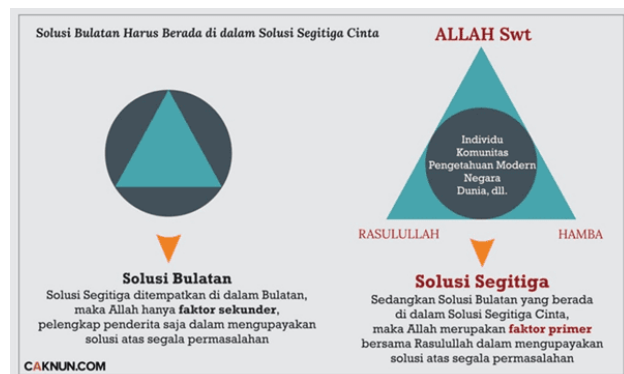 Solusi Bulatan Harus Berada di dalam Solusi Segitiga Cinta
ALLAH Swt
Individu
Komunitas
Pengetahuan Modern
Negara
Dunia, dll.
RASULULLAH
HAMBA
Solusi Bulatan
Solusi Segitiga ditempatkan di dalam Bulatan,
maka Allah hanya faktor sekunder,
pelengkap penderita saja dalam mengupayakan
solusi atas segala permasalahan
Solusi Segitiga
Sedangkan Solusi Bulatan yang berada
di dalam Solusi Segitiga Cinta,
maka Allah merupakan faktor primer
bersama Rasulullah dalam mengupayakan
solusi atas segala permasalahan
CAKNUN.COM